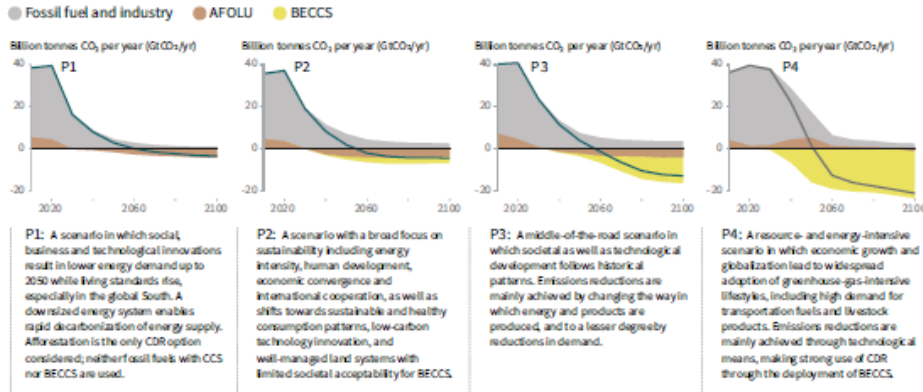 Fossil fuel and industry AFOLU BECCS
Billion tonnes CO₂ per year (GtCO₂/yr)
Billion tonnes CO₂ per year (GtCO₂/yr)
Billion tonnes CO₂ per year (GtCO₂/yr)
Billion tonnes CO₂ per year (GtCO₂/yr)
40 P1
20
0
-20
2020 2060 2100
40 P2
20
0
-20
2020 2060 2100
40 P3
20
0
-20
2020 2060 2100
40 P4
20
0
-20
2020 2060 2100
P1: A scenario in which social,
business and technological innovations
result in lower energy demand up to
2050 while living standards rise,
especially in the global South. A
downsized energy system enables
rapid decarbonization of energy supply.
Afforestation is the only CDR option
considered; neither fossil fuels with CCS
nor BECCS are used.
P2: A scenario with a broad focus on
sustainability including energy
intensity, human development,
economic convergence and
international cooperation, as well as
shifts towards sustainable and healthy
consumption patterns, low-carbon
technology innovation, and
well-managed land systems with
limited societal acceptability for BECCS.
P3: A middle-of-the-road scenario in
which societal as well as technological
development follows historical
patterns. Emissions reductions are
mainly achieved by changing the way in
which energy and products are
produced, and to a lesser degree by
reductions in demand.
P4: A resource- and energy-intensive
scenario in which economic growth and
globalization lead to widespread
adoption of greenhouse-gas-intensive
lifestyles, including high demand for
transportation fuels and livestock
products. Emissions reductions are
mainly achieved through technological
means, making strong use of CDR
through the deployment of BECCS.